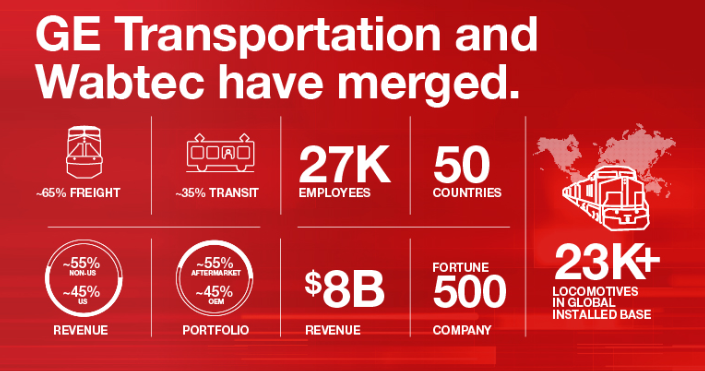 GE Transportation and
Wabtec have merged.
~65% FREIGHT
~35% TRANSIT
27K
EMPLOYEES
50
COUNTRIES
~55%
NON-US
~45%
US
REVENUE
~55%
AFTERMARKET
~45%
OEM
PORTFOLIO
$8B
REVENUE
FORTUNE
500
COMPANY
23K+
LOCOMOTIVES
IN GLOBAL
INSTALLED BASE